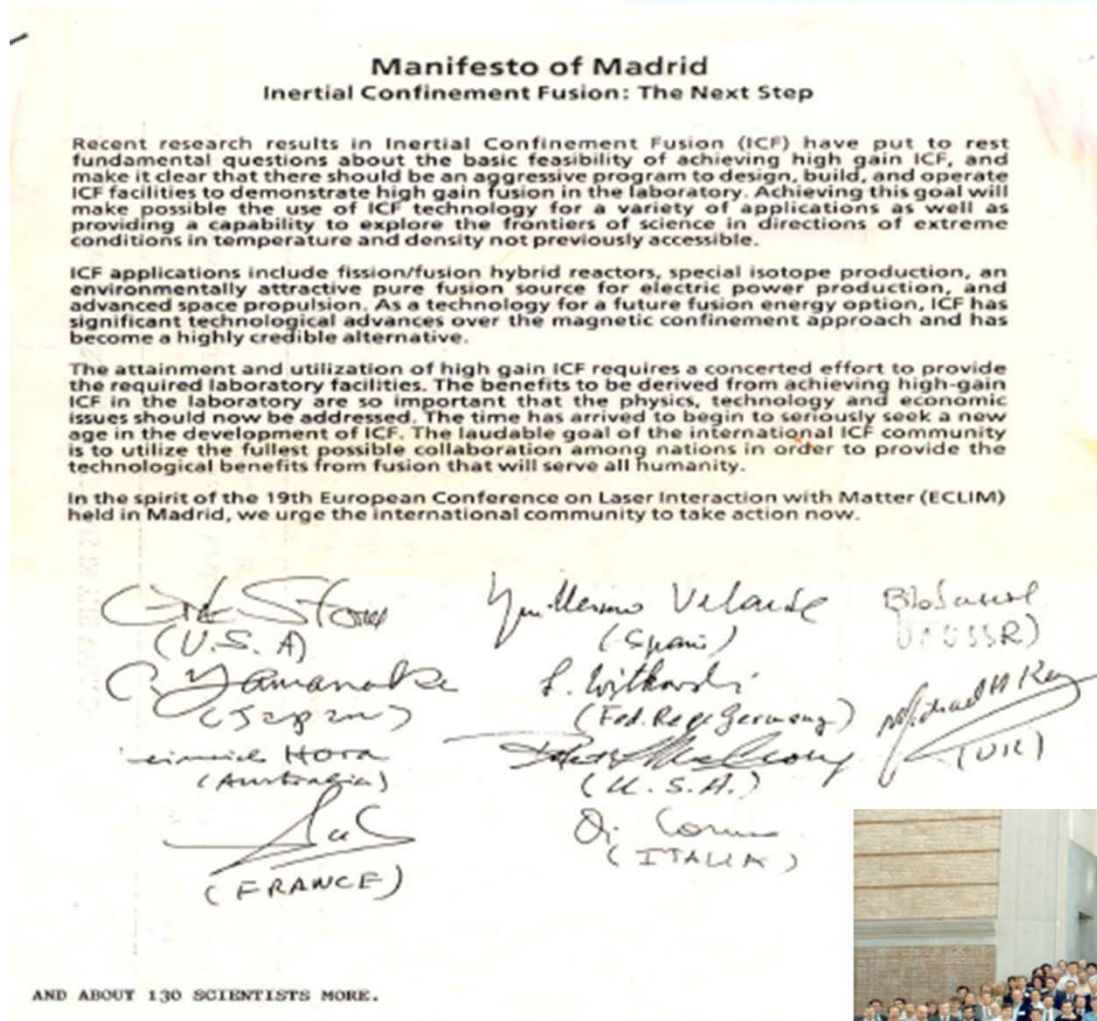 Manifesto of Madrid
Inertial Confinement Fusion: The Next Step
Recent research results in Inertial Confinement Fusion (ICF) have put to rest
fundamental questions about the basic feasibility of achieving high gain ICF, and
make it clear that there should be an aggressive program to design, build, and operate
ICF facilities to demonstrate high gain fusion in the laboratory. Achieving this goal will
make possible the use of ICF technology for a variety of applications as well as
providing a capability to explore the frontiers of science in directions of extreme
conditions in temperature and density not previously accessible.
ICF applications include fission/fusion hybrid reactors, special isotope production, an
environmentally attractive pure fusion source for electric power production, and
advanced space propulsion. As a technology for a future fusion energy option, ICF has
significant technological advances over the magnetic confinement approach and has
become a highly credible alternative.
The attainment and utilization of high gain ICF requires a concerted effort to provide
the required laboratory facilities. The benefits to be derived from achieving high-gain
ICF in the laboratory are so important that the physics, technology and economic
issues should now be addressed. The time has arrived to begin to seriously seek a new
age in the development of ICF. The laudable goal of the international ICF community
is to utilize the fullest possible collaboration among nations in order to provide the
technological benefits from fusion that will serve all humanity.
In the spirit of the 19th European Conference on Laser Interaction with Matter (ECLIM)
held in Madrid, we urge the international community to take action now.
Guillermo Velarde
(U.S.A) (Spain) USSR)
C. Yamanaka S. Witkowski Michael H Key
(Japan) (Fed. Rep. Germany) (UK)
Heinrich Hora
(Australia) (U.S.A.)
(FRANCE) (ITALIA)
AND ABOUT 130 SCIENTISTS MORE.